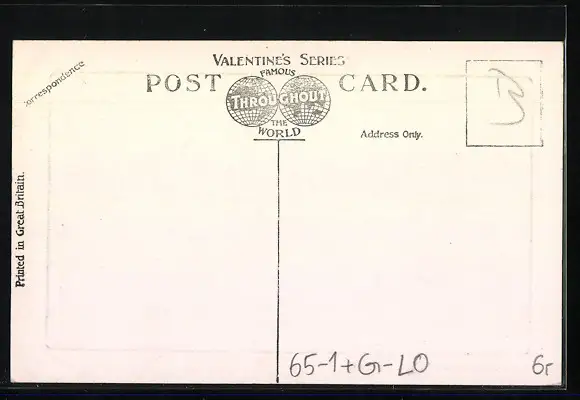 VALENTINE'S SERIES
FAMOUS
POST CARD.
THROUGHOUT
THE
WORLD
Correspondence
Address Only.
Printed in Great Britain.
65-1+Gr-LO
6r